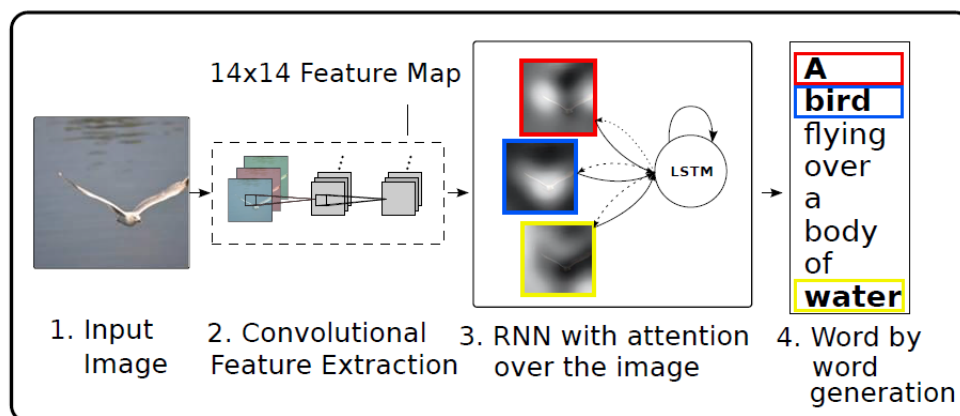 14x14 Feature Map
LSTM
A
bird
flying
over
a
body
of
water
1. Input
Image
2. Convolutional
Feature Extraction
3. RNN with attention
over the image
4. Word by
word
generation